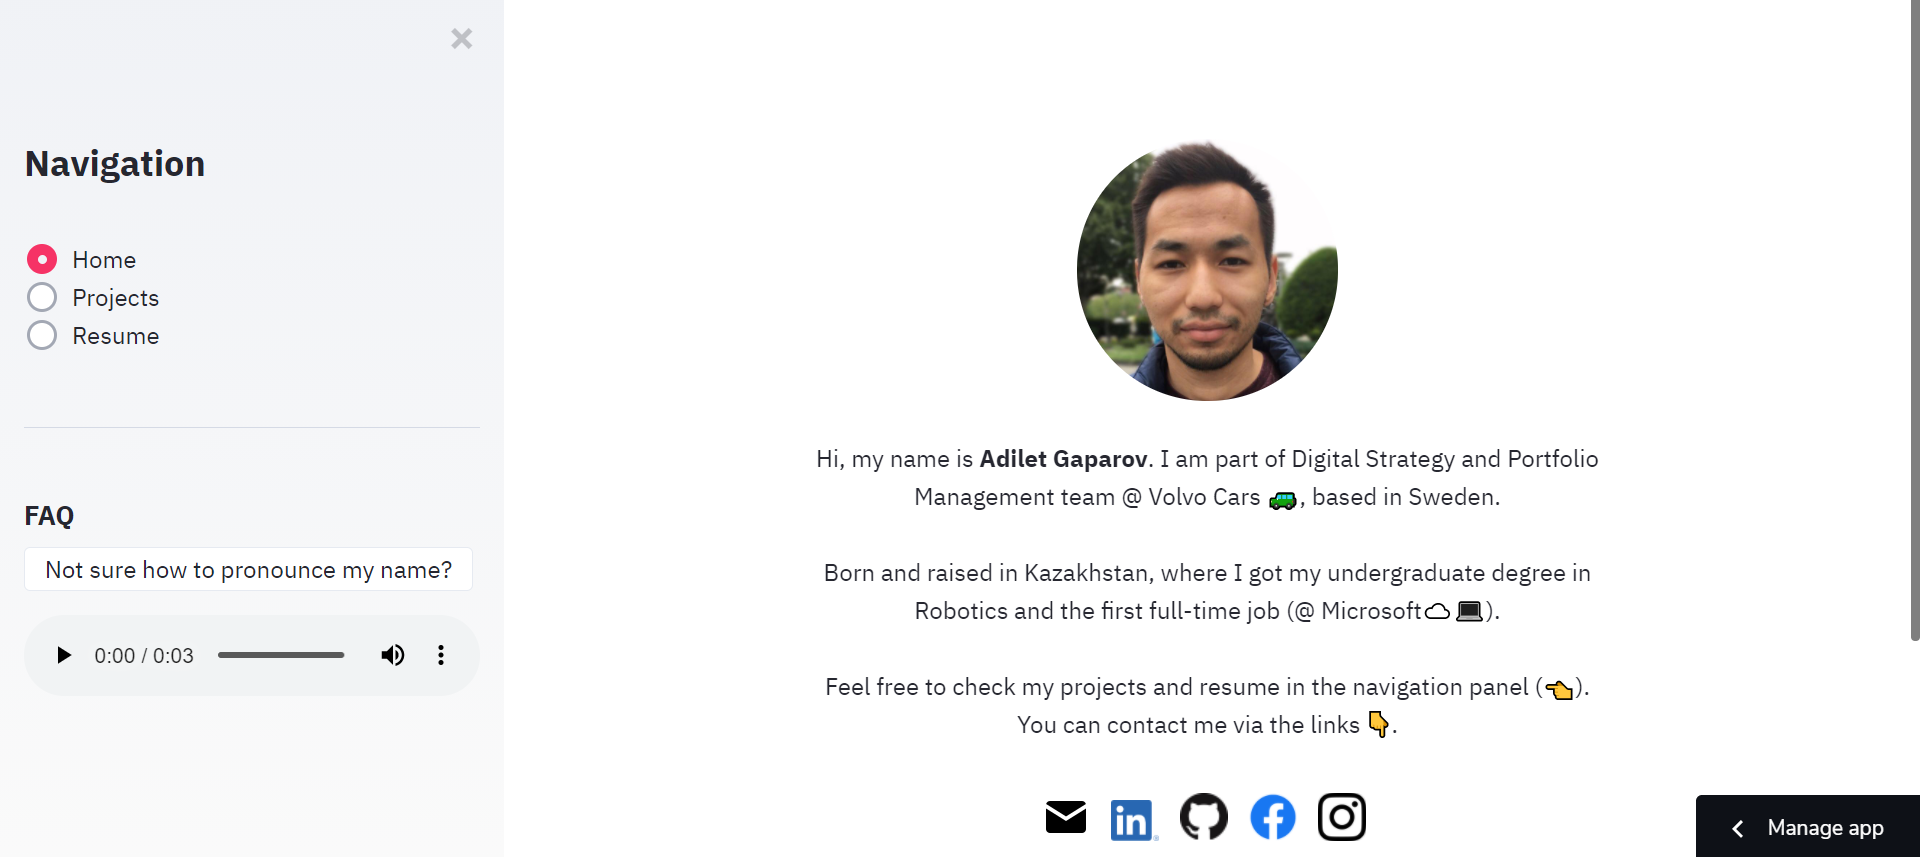 Navigation
Home
Projects
Resume
FAQ
Not sure how to pronounce my name?
0:00 / 0:03
Hi, my name is Adilet Gaparov. I am part of Digital Strategy and Portfolio
Management team @ Volvo Cars 🚙, based in Sweden.
Born and raised in Kazakhstan, where I got my undergraduate degree in
Robotics and the first full-time job (@ Microsoft☁️💻).
Feel free to check my projects and resume in the navigation panel (👈).
You can contact me via the links 👇.
in
Manage app